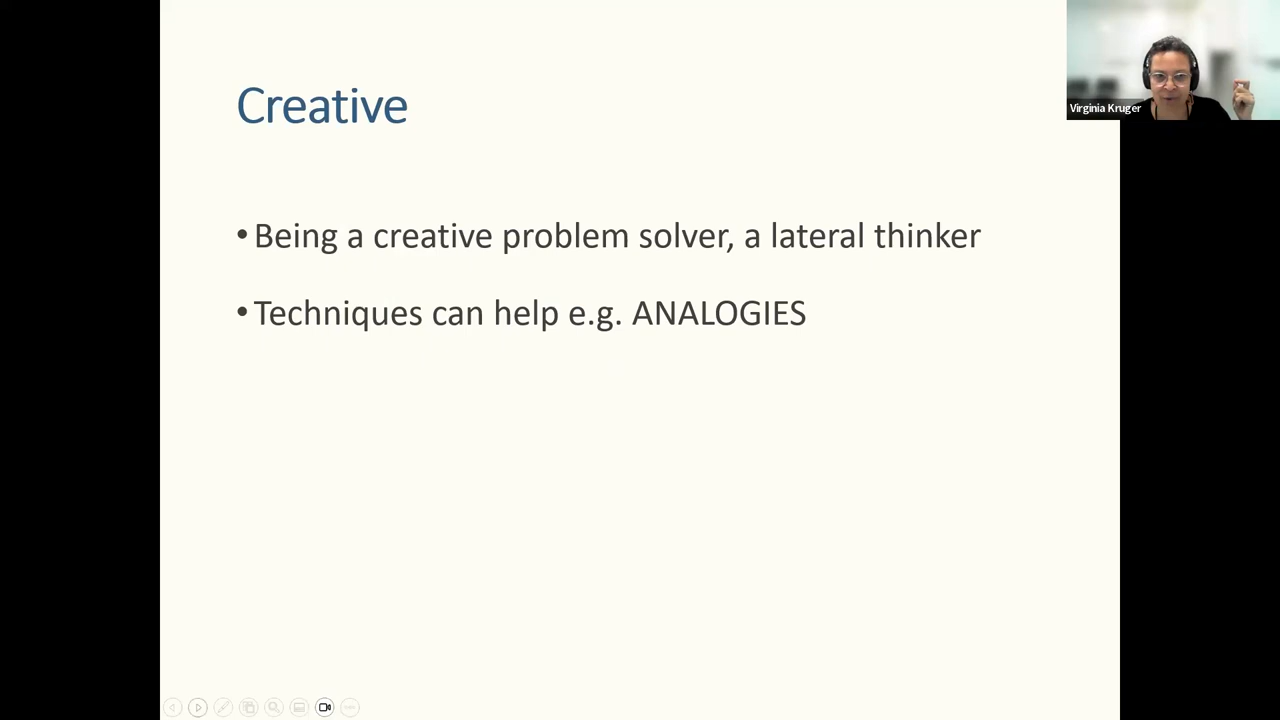 Creative
Virginia Kruger
• Being a creative problem solver, a lateral thinker
• Techniques can help e.g. ANALOGIES